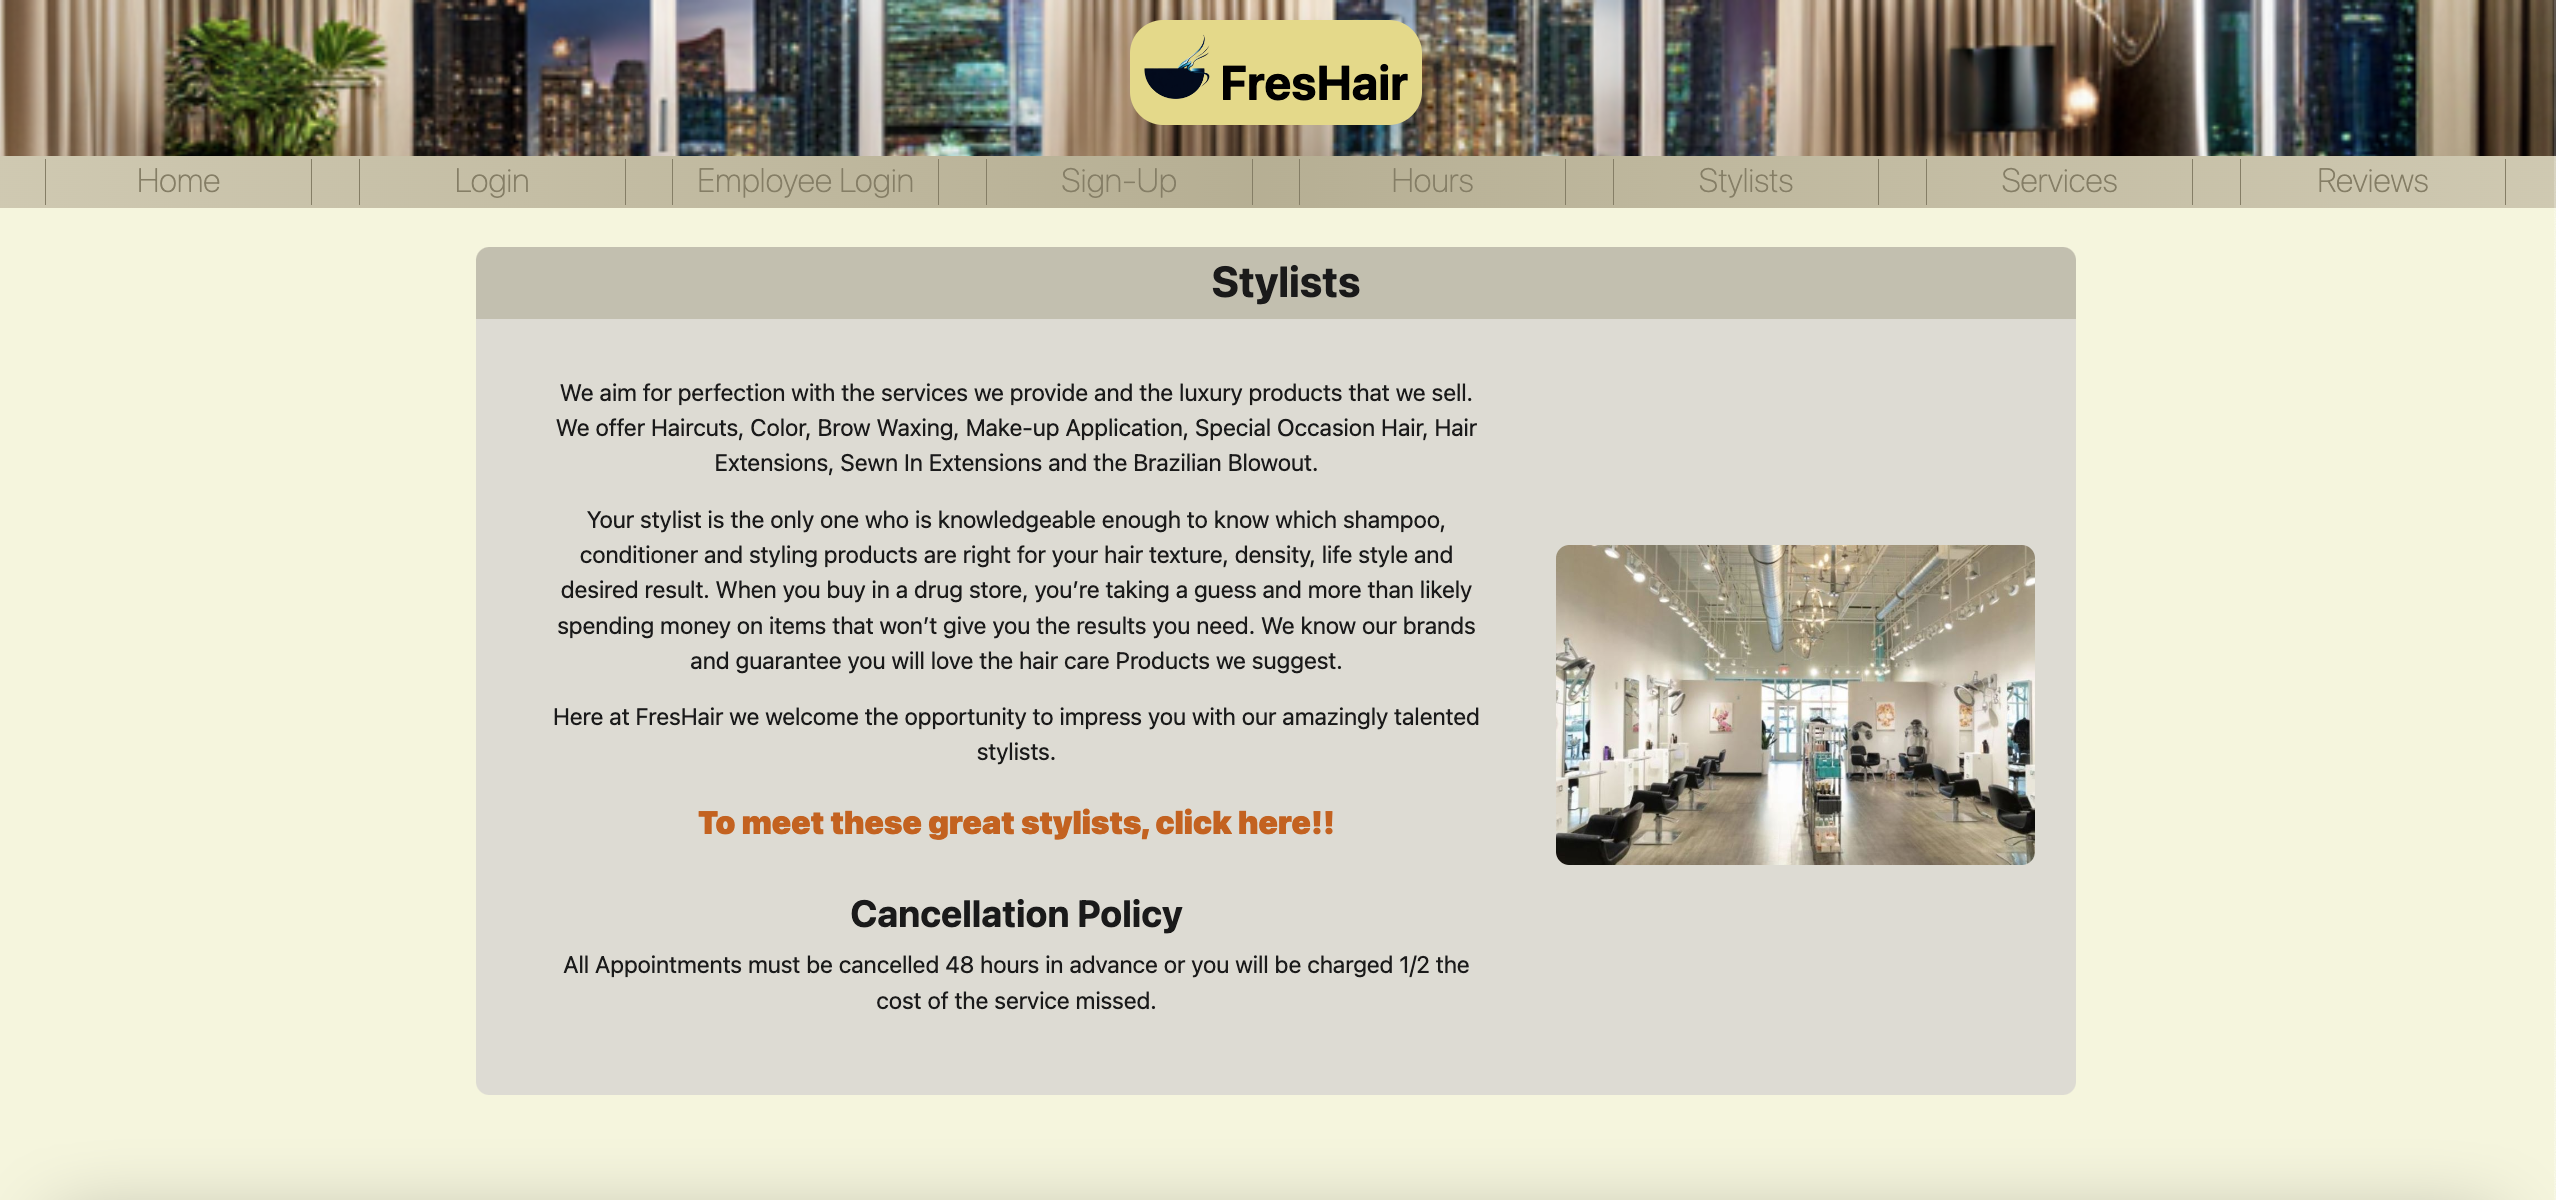 FresHair
Home
Login
Employee Login
Sign-Up
Hours
Stylists
Services
Reviews
Stylists
We aim for perfection with the services we provide and the luxury products that we sell.
We offer Haircuts, Color, Brow Waxing, Make-up Application, Special Occasion Hair, Hair
Extensions, Sewn In Extensions and the Brazilian Blowout.
Your stylist is the only one who is knowledgeable enough to know which shampoo,
conditioner and styling products are right for your hair texture, density, life style and
desired result. When you buy in a drug store, you’re taking a guess and more than likely
spending money on items that won’t give you the results you need. We know our brands
and guarantee you will love the hair care Products we suggest.
Here at FresHair we welcome the opportunity to impress you with our amazingly talented
stylists.
To meet these great stylists, click here!!
Cancellation Policy
All Appointments must be cancelled 48 hours in advance or you will be charged 1/2 the
cost of the service missed.